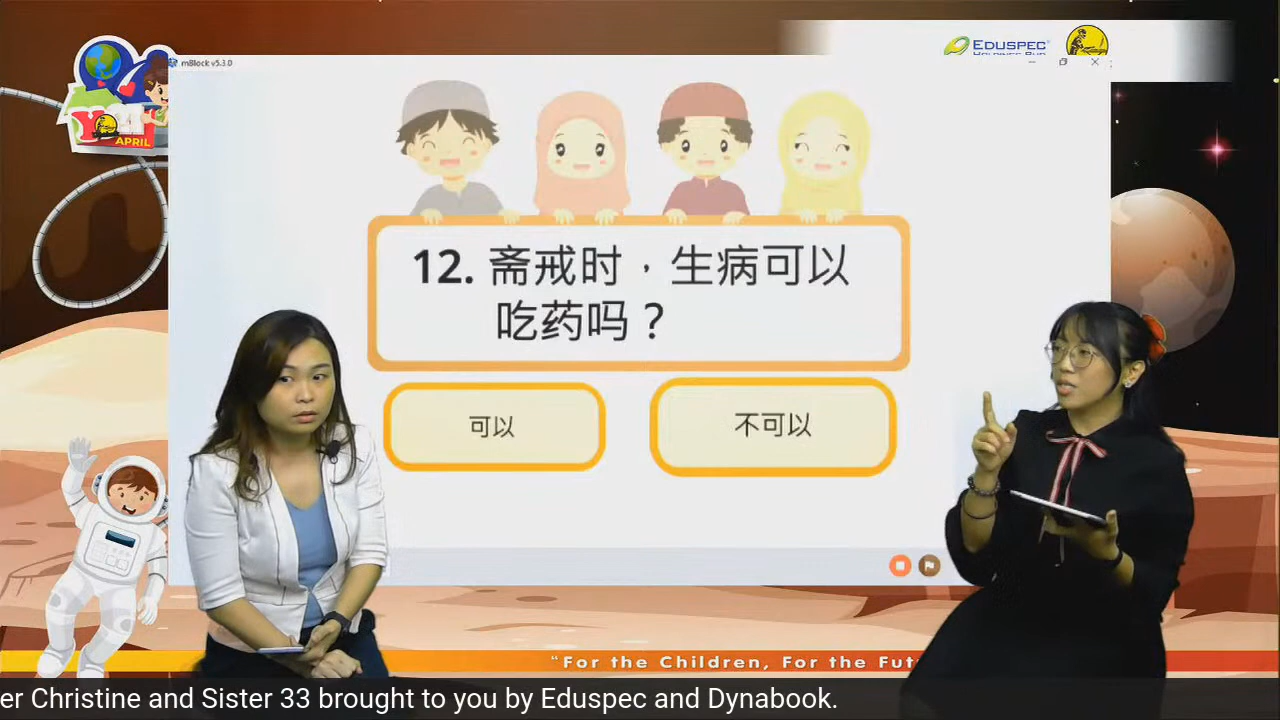 EDUSPEC
mBlock v5.3.0
APRIL
12. 斋戒时，生病可以
吃药吗？
可以
不可以
"For the Children, For the Fut
er Christine and Sister 33 brought to you by Eduspec and Dynabook.